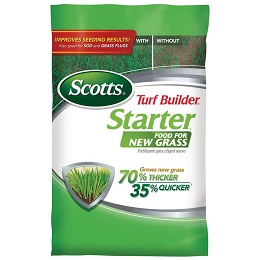 IMPROVES SEEDING RESULTS!
Also great for SOD and GRASS PLUGS
WITH WITHOUT
Scotts
Turf Builder
Starter
FOOD FOR
NEW GRASS
Fertilizante para césped nuevo
Grows new grass
70% THICKER
35% QUICKER